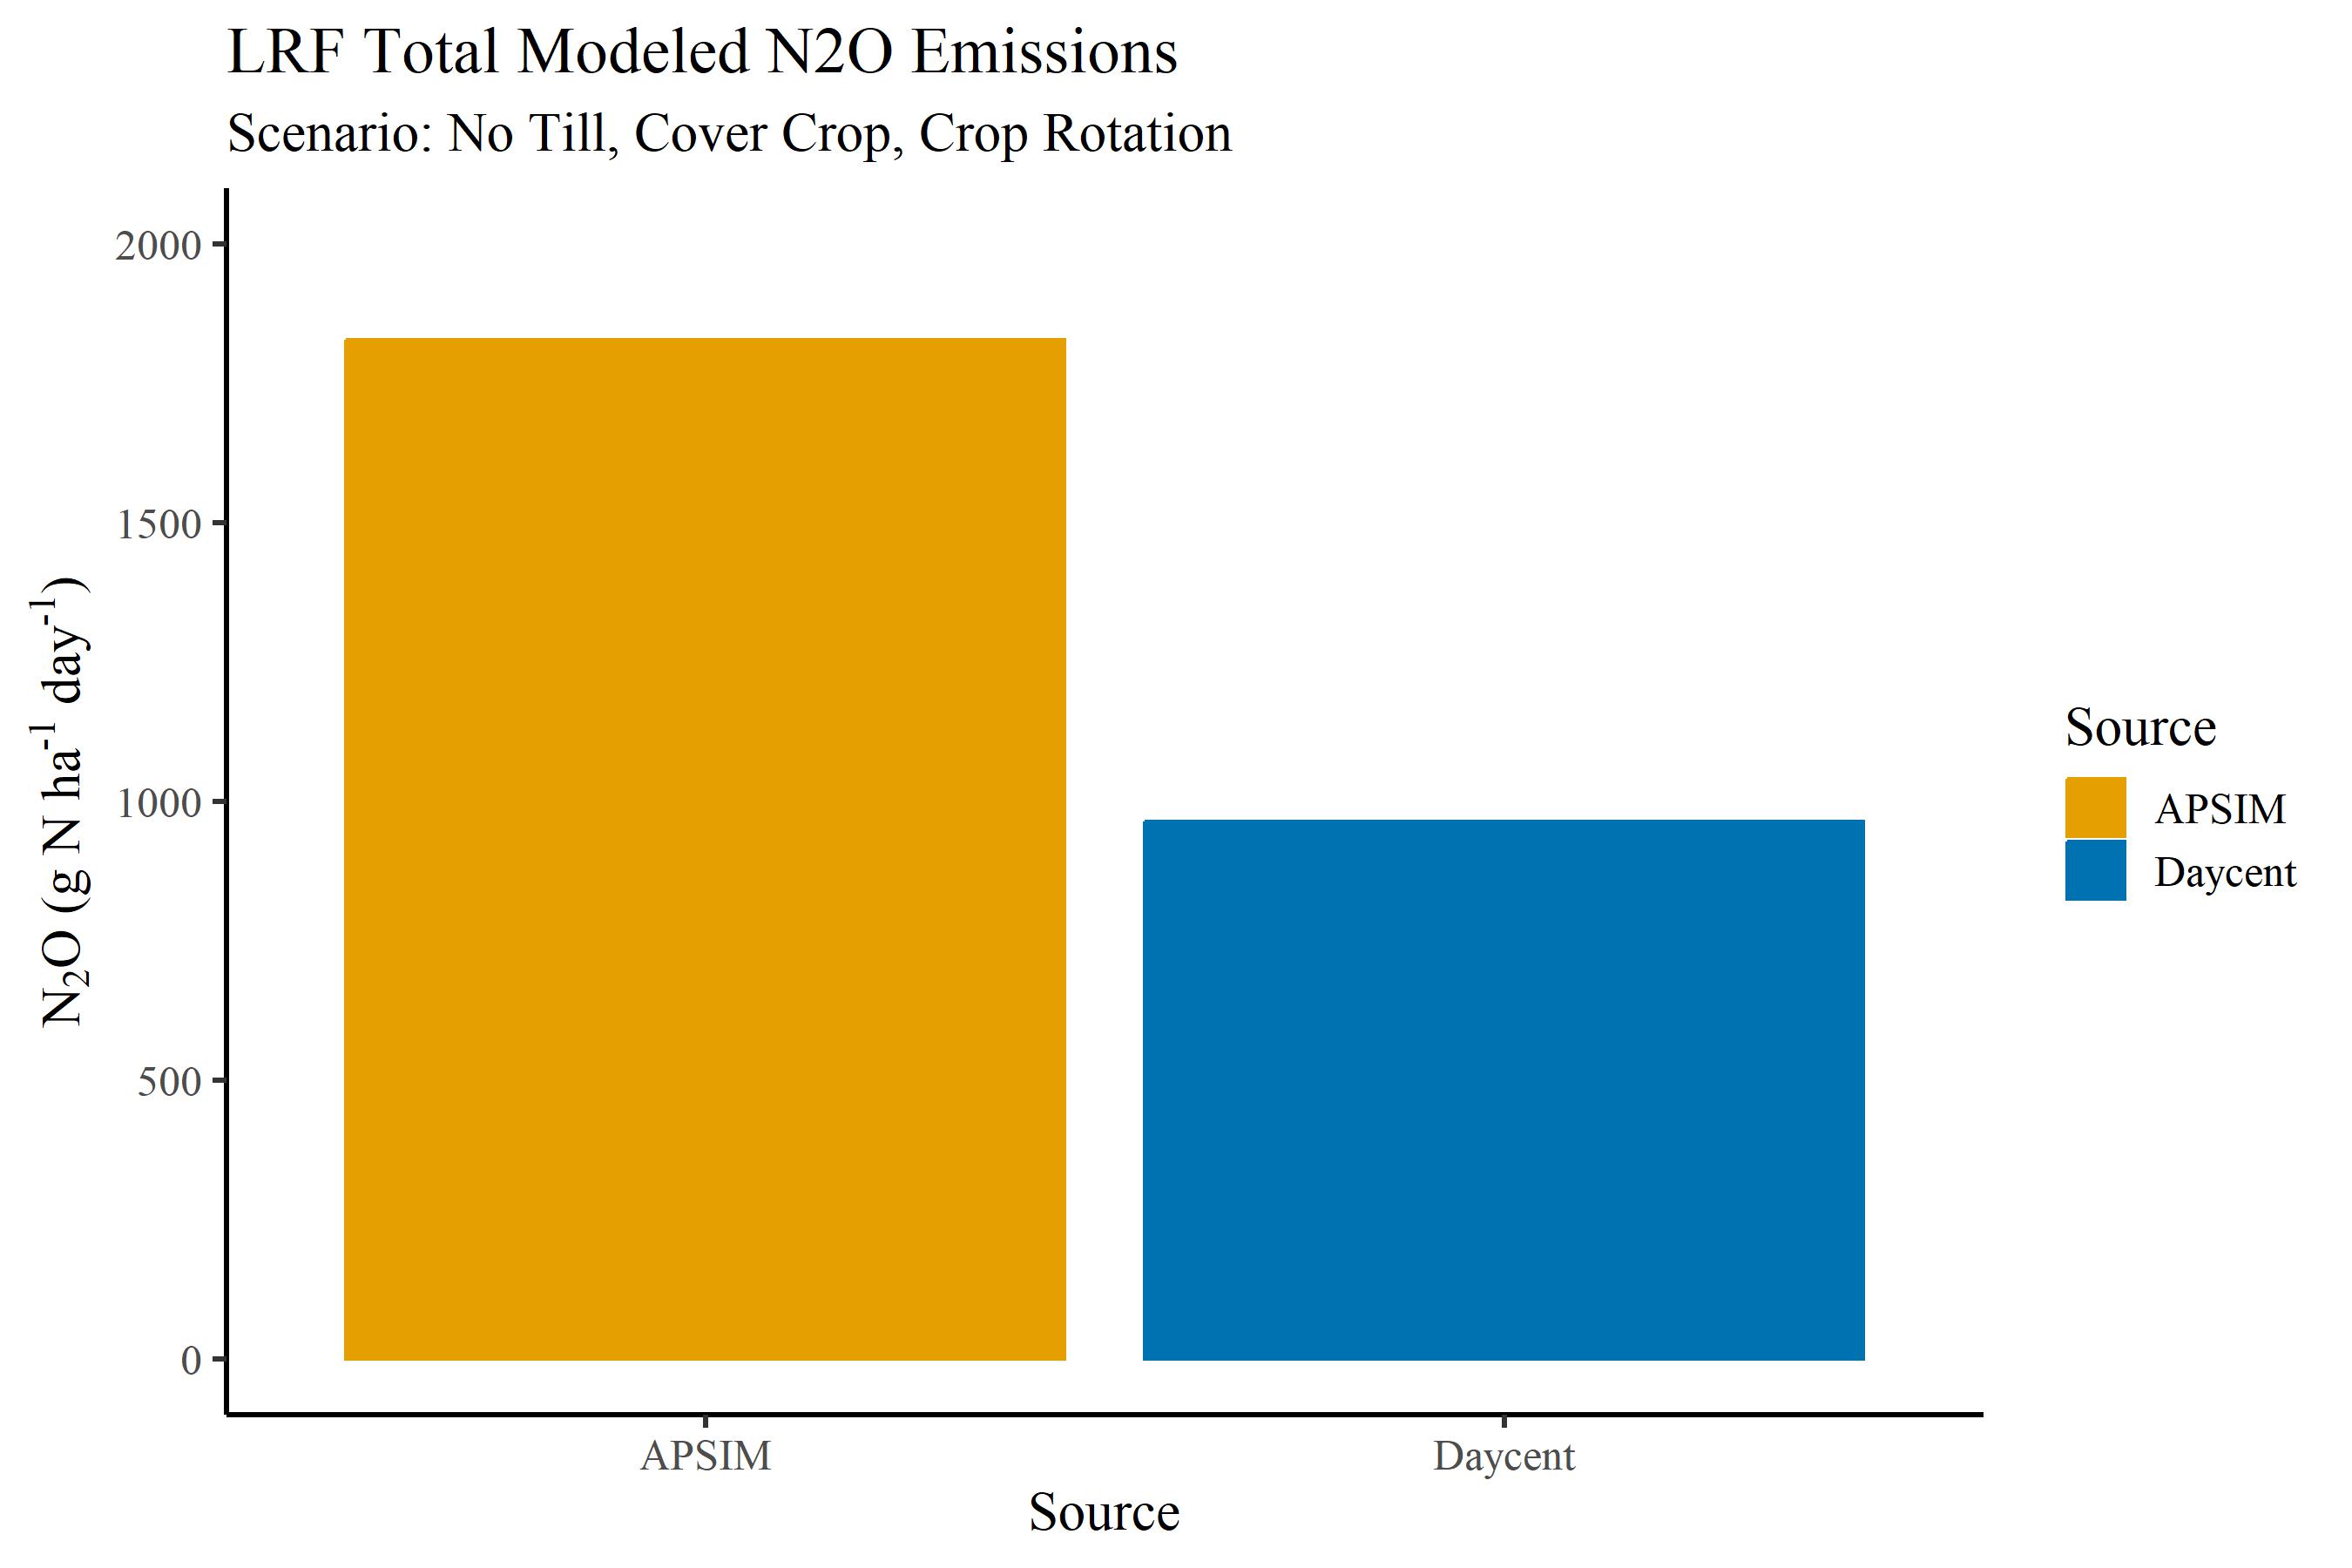 LRF Total Modeled N2O Emissions
Scenario: No Till, Cover Crop, Crop Rotation
N₂O (g N ha⁻¹ day⁻¹)
2000
1500
1000
500
0
APSIM
Daycent
Source
Source
APSIM
Daycent